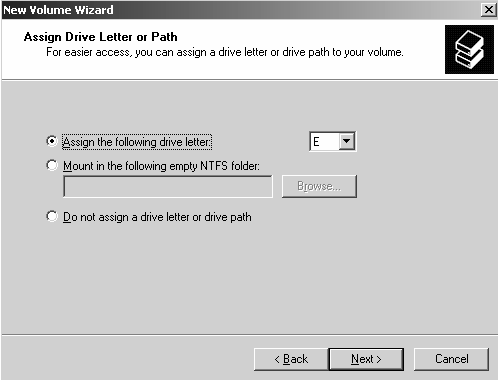 New Volume Wizard
Assign Drive Letter or Path
For easier access, you can assign a drive letter or drive path to your volume.
Assign the following drive letter: E
Mount in the following empty NTFS folder:
Browse...
Do not assign a drive letter or drive path
< Back Next > Cancel